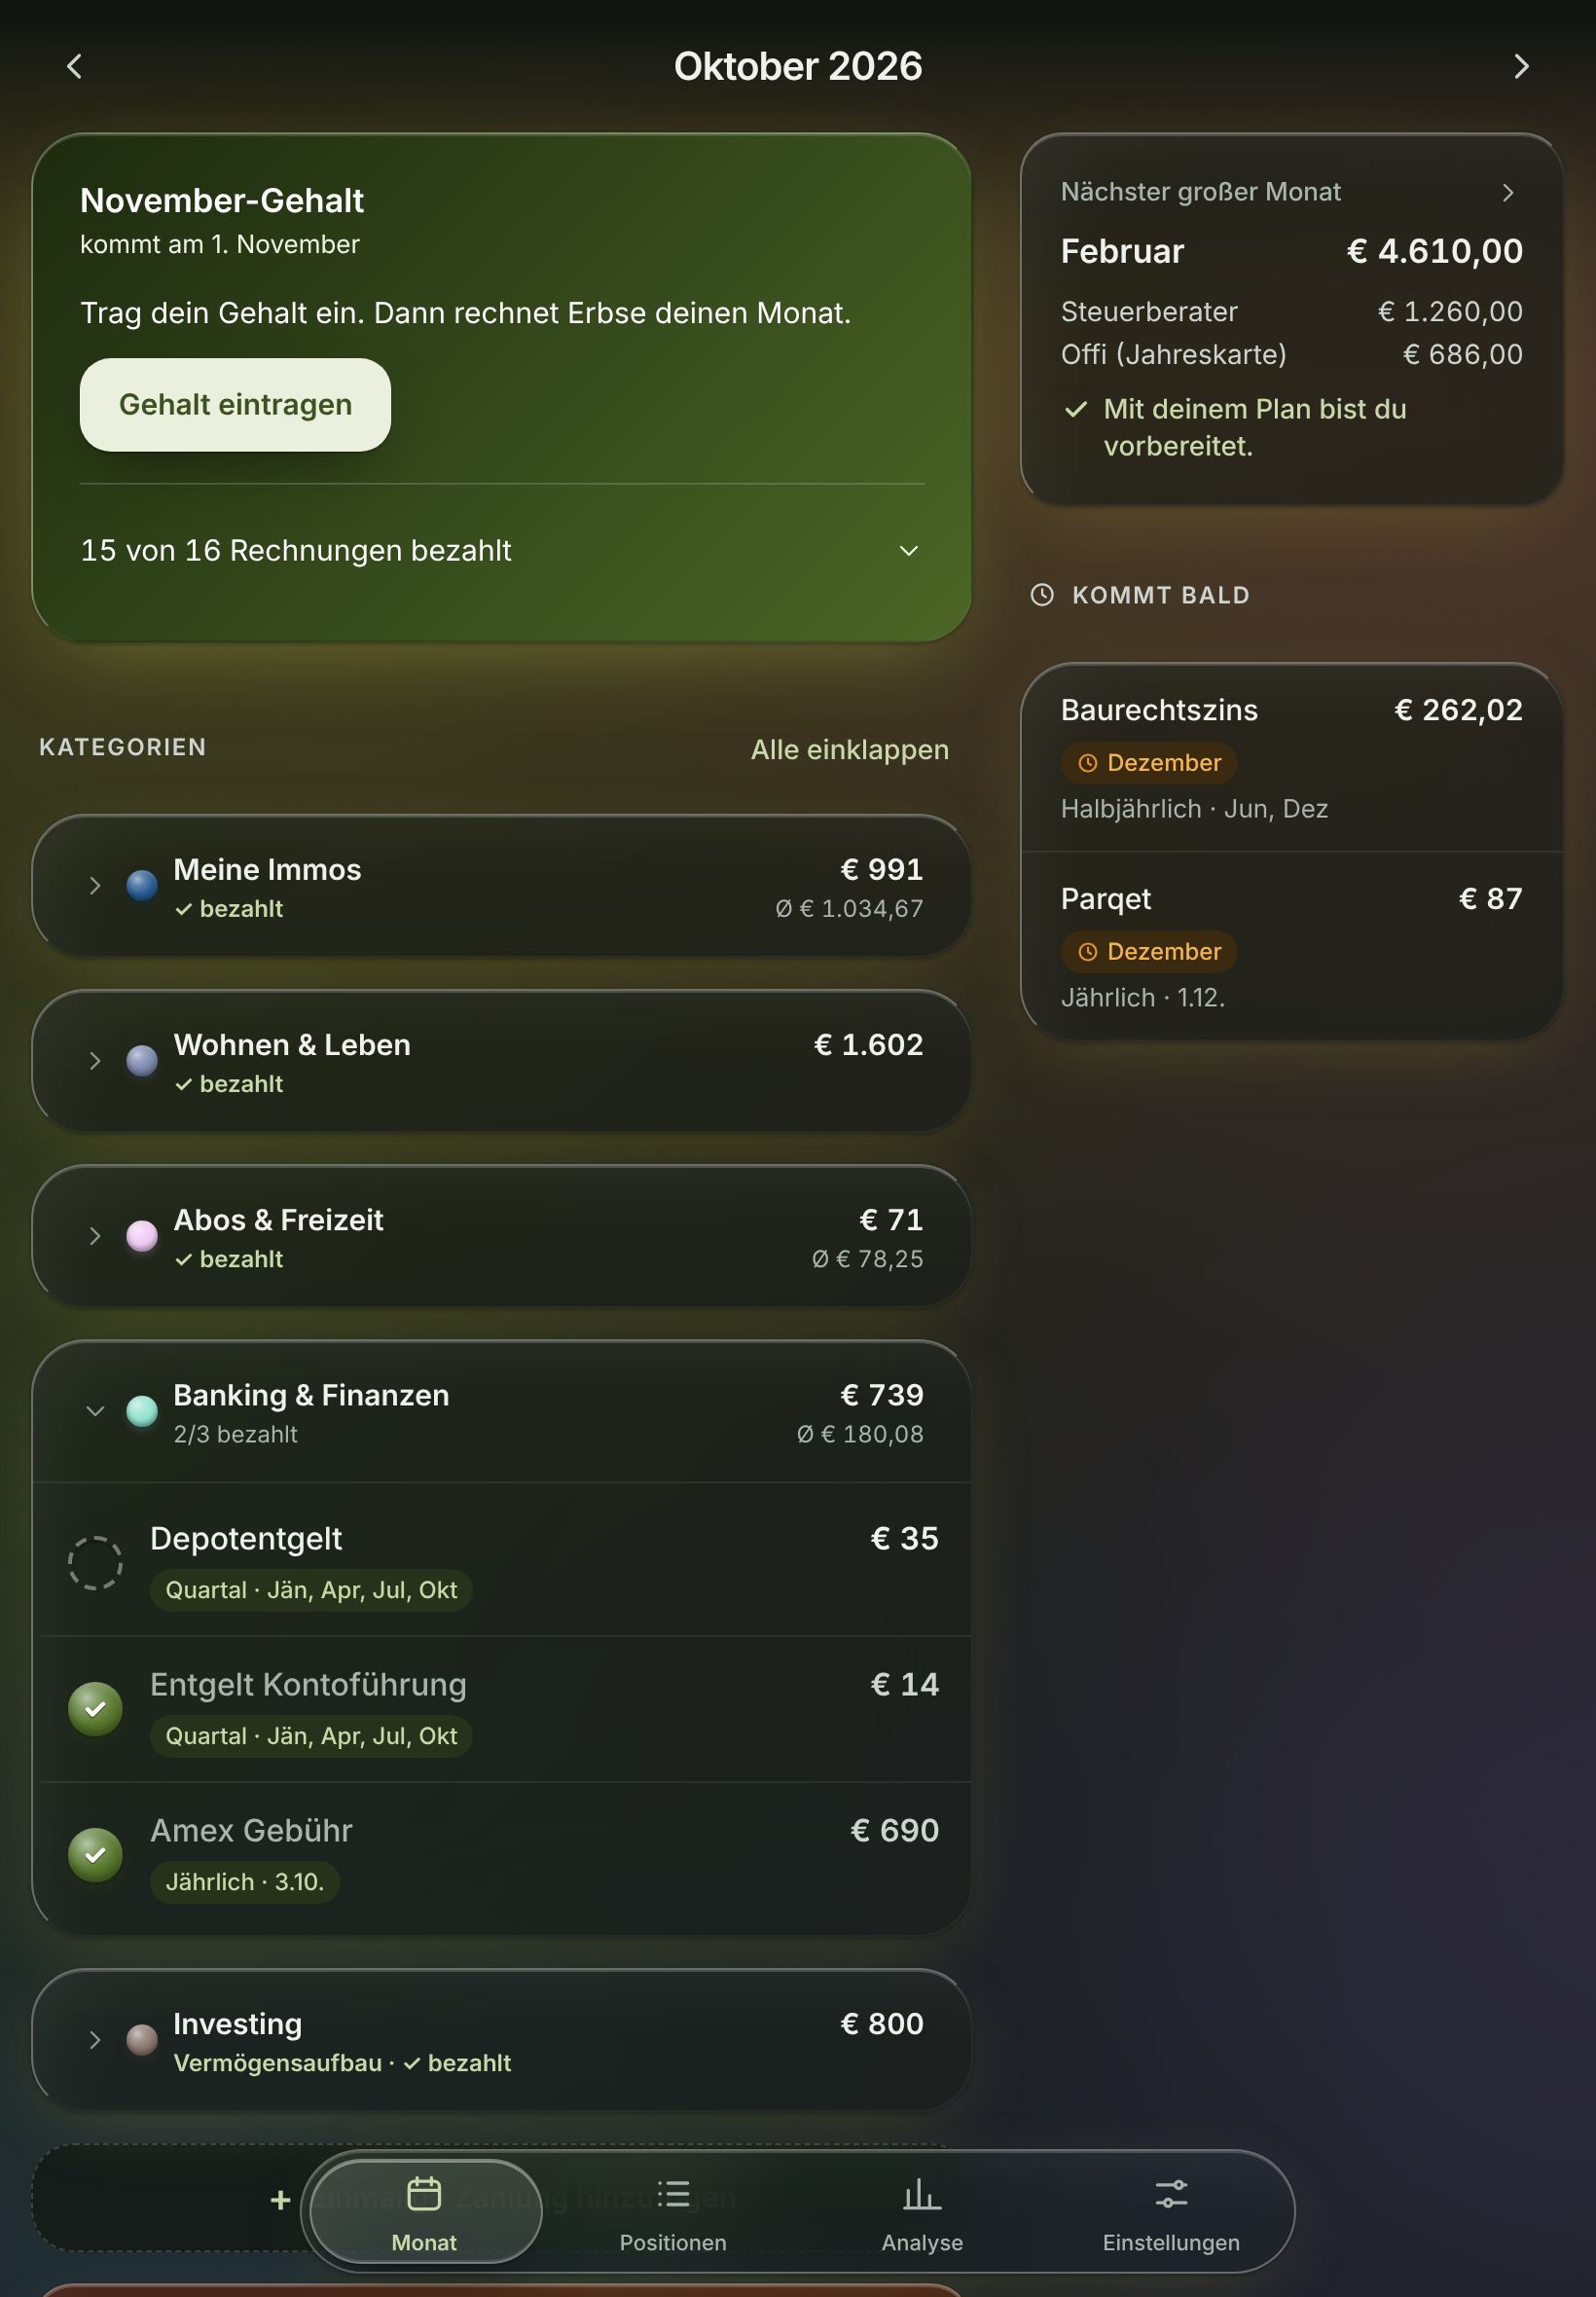 Oktober 2026
November-Gehalt
kommt am 1. November
Trag dein Gehalt ein. Dann rechnet Erbse deinen Monat.
Gehalt eintragen
15 von 16 Rechnungen bezahlt
KATEGORIEN
Alle einklappen
Meine Immos
€ 991
✓ bezahlt
Ø € 1.034,67
Wohnen & Leben
€ 1.602
✓ bezahlt
Abos & Freizeit
€ 71
✓ bezahlt
Ø € 78,25
Banking & Finanzen
€ 739
2/3 bezahlt
Ø € 180,08
Depotentgelt
€ 35
Quartal · Jän, Apr, Jul, Okt
Entgelt Kontoführung
€ 14
Quartal · Jän, Apr, Jul, Okt
Amex Gebühr
€ 690
Jährlich · 3.10.
Investing
€ 800
Vermögensaufbau · ✓ bezahlt
Nächster großer Monat
Februar
€ 4.610,00
Steuerberater
€ 1.260,00
Offi (Jahreskarte)
€ 686,00
Mit deinem Plan bist du
vorbereitet.
KOMMT BALD
Baurechtszins
€ 262,02
Dezember
Halbjährlich · Jun, Dez
Parqet
€ 87
Dezember
Jährlich · 1.12.
+
Monat
Positionen
Analyse
Einstellungen